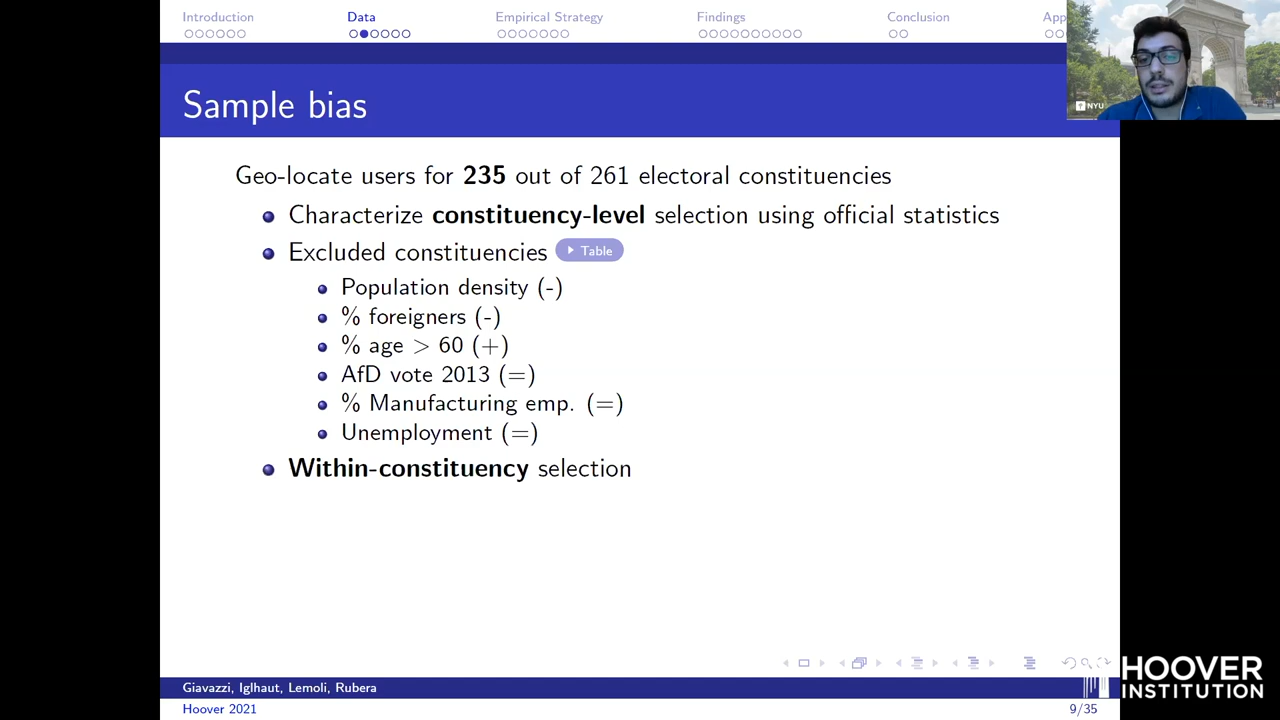 Introduction
Data
Empirical Strategy
Findings
Conclusion
App
NYU
Sample bias
Geo-locate users for 235 out of 261 electoral constituencies
Characterize constituency-level selection using official statistics
Excluded constituencies
Table
Population density (-)
% foreigners (-)
% age > 60 (+)
AfD vote 2013 (=)
% Manufacturing emp. (=)
Unemployment (=)
Within-constituency selection
Giavazzi, Iglhaut, Lemoli, Rubera
Hoover 2021
9/35
HOOVER
INSTITUTION